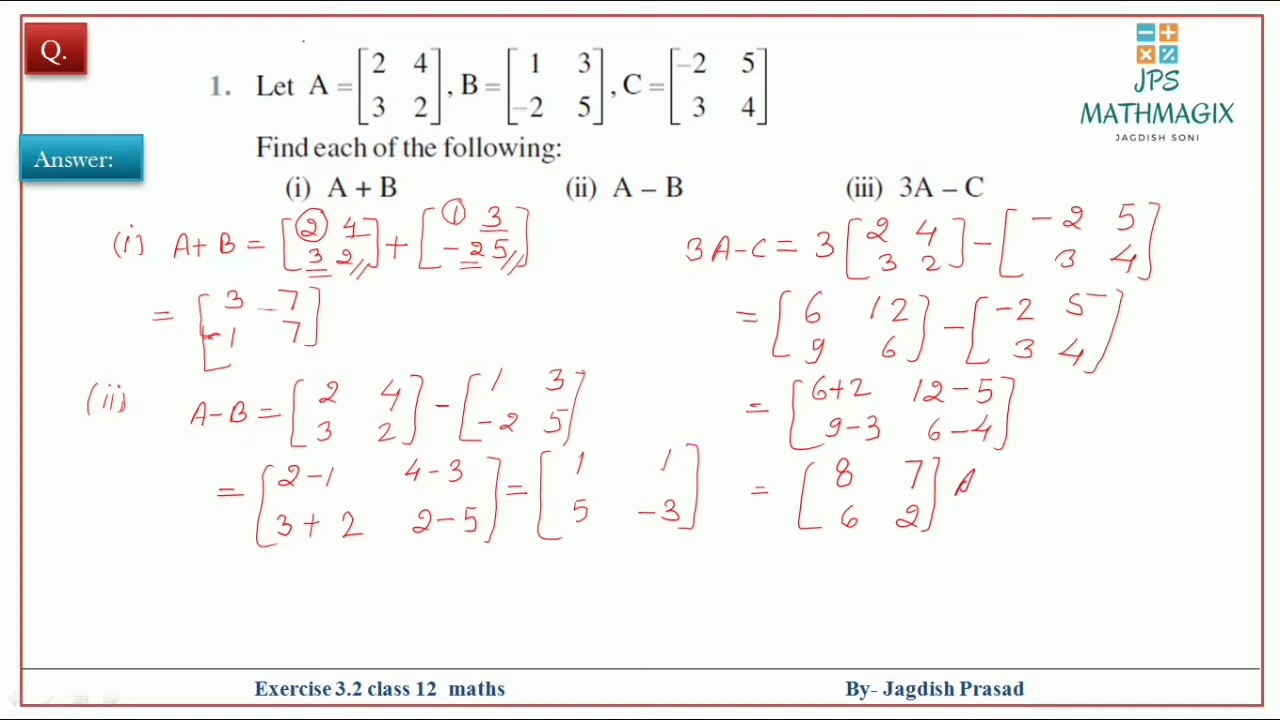 Q.
JPS
MATHMAGIX
JAGDISH SONI
1. Let A = [2 4; 3 2], B = [1 3; -2 5], C = [-2 5; 3 4]
Answer:
Find each of the following:
(i) A + B (ii) A – B (iii) 3A – C
(i) A+B = [2 4; 3 2] + [1 3; -2 5]
= [3 -7; -1 7]
(ii) A-B = [2 4; 3 2] - [1 3; -2 5]
= [2-1 4-3; 3+2 2-5] = [1 1; 5 -3]
3A-C = 3 [2 4; 3 2] - [-2 5; 3 4]
= [6 12; 9 6] - [-2 5; 3 4]
= [6+2 12-5; 9-3 6-4]
= [8 7; 6 2] A
Exercise 3.2 class 12 maths
By- Jagdish Prasad